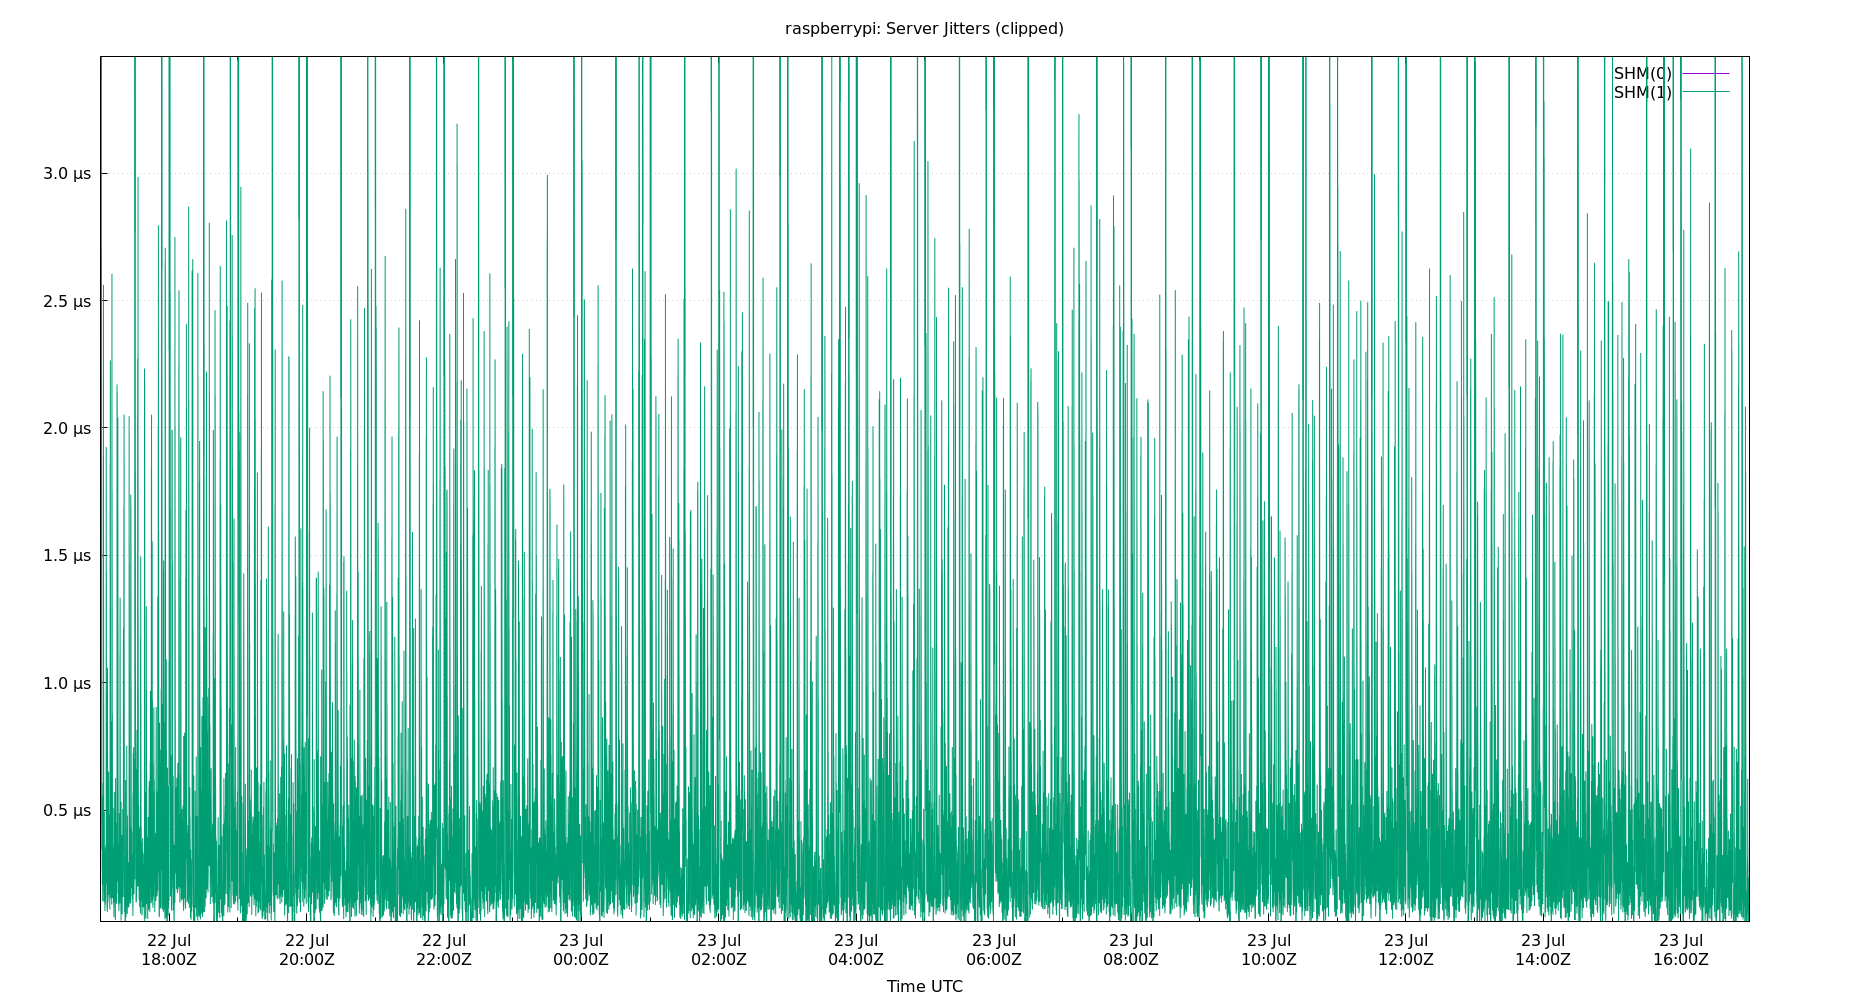 raspberrypi: Server Jitters (clipped)
SHM(0)
SHM(1)
3.0 µs
2.5 µs
2.0 µs
1.5 µs
1.0 µs
0.5 µs
22 Jul 22 Jul 22 Jul 23 Jul 23 Jul 23 Jul 23 Jul 23 Jul 23 Jul 23 Jul 23 Jul 23 Jul
18:00Z 20:00Z 22:00Z 00:00Z 02:00Z 04:00Z 06:00Z 08:00Z 10:00Z 12:00Z 14:00Z 16:00Z
Time UTC